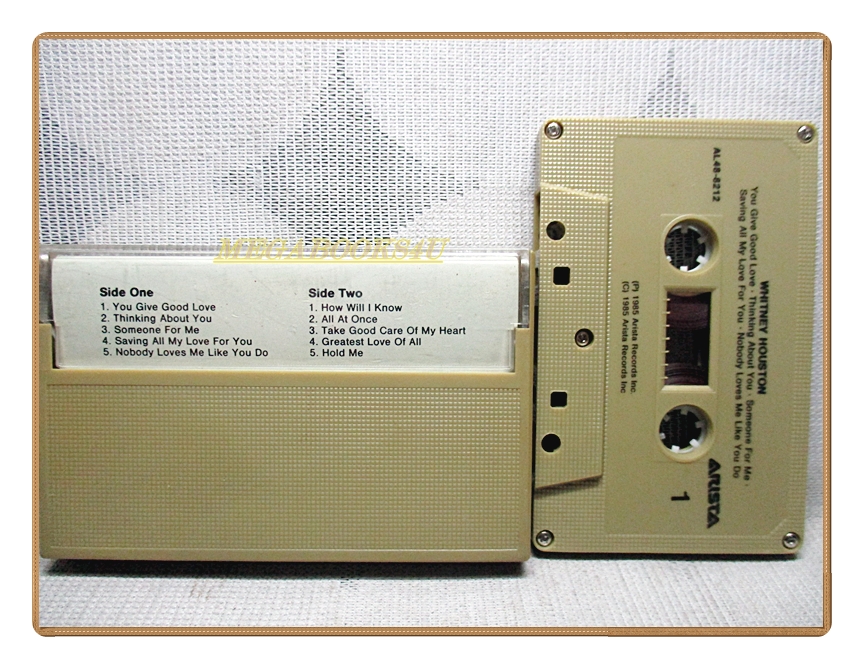 MEGABOOKS4U
Side One
1. You Give Good Love
2. Thinking About You
3. Someone For Me
4. Saving All My Love For You
5. Nobody Loves Me Like You Do
Side Two
1. How Will I Know
2. All At Once
3. Take Good Care Of My Heart
4. Greatest Love Of All
5. Hold Me
AL48-8212
WHITNEY HOUSTON
You Give Good Love · Thinking About You · Someone For Me ·
Saving All My Love For You · Nobody Loves Me Like You Do
ARISTA
1
(P) 1985 Arista Records Inc
(C) 1985 Arista Records Inc